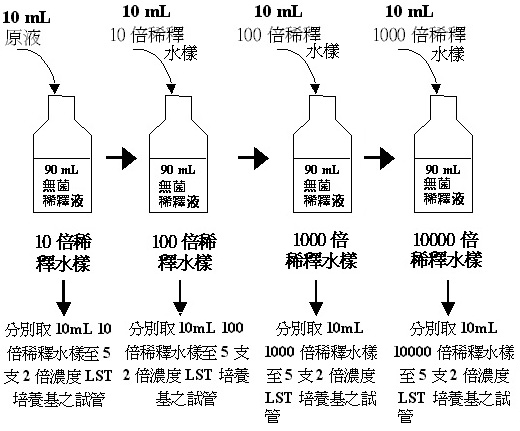 10 mL
原液
10 mL
10 倍稀釋
水樣
10 mL
100 倍稀釋
水樣
10 mL
1000 倍稀釋
水樣
90 mL
無菌
稀釋液
90 mL
無菌
稀釋液
90 mL
無菌
稀釋液
90 mL
無菌
稀釋液
10 倍稀
釋水樣
100 倍稀
釋水樣
1000 倍
稀釋水樣
10000 倍
稀釋水樣
分別取 10mL 10
倍稀釋水樣至 5
支 2 倍濃度 LST
培養基之試管
分別取 10mL 100
倍稀釋水樣至 5 支
2 倍濃度 LST 培養
基之試管
分別取 10mL
1000 倍稀釋水樣
至 5 支 2 倍濃度
LST 培養基之試
管
分別取 10mL
10000 倍稀釋水樣
至 5 支 2 倍濃度
LST 培養基之試
管